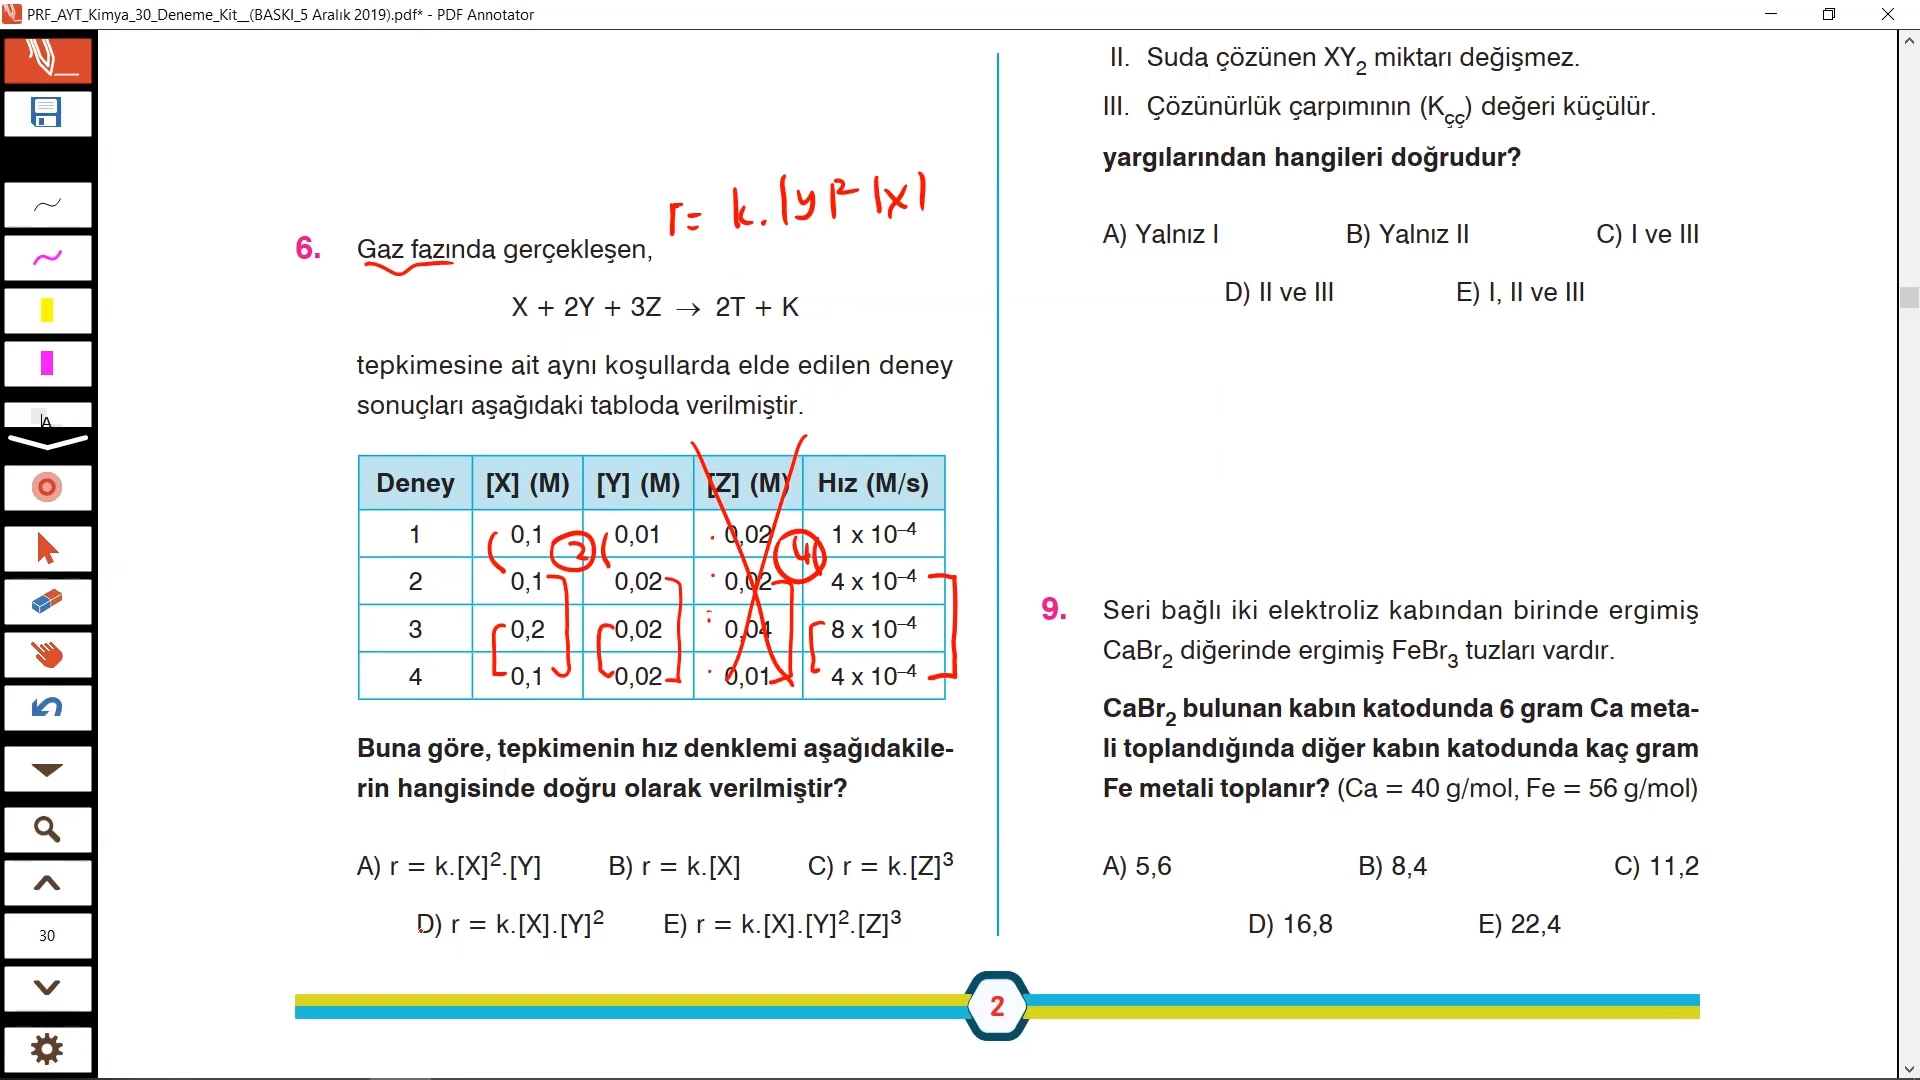 PRF_AYT_Kimya_30_Deneme_Kit__(BASKI_5 Aralık 2019).pdf* - PDF Annotator
A
30
r= k.|y|² |x|
6. Gaz fazında gerçekleşen,
X + 2Y + 3Z → 2T + K
tepkimesine ait aynı koşullarda elde edilen deney
sonuçları aşağıdaki tabloda verilmiştir.
Deney [X] (M) [Y] (M) [Z] (M) Hız (M/s)
1 0,1 0,01 0,02 1 x 10⁻⁴
2 0,1 0,02 0,02 4 x 10⁻⁴
3 0,2 0,02 0,04 8 x 10⁻⁴
4 0,1 0,02 0,01 4 x 10⁻⁴
2
4
Buna göre, tepkimenin hız denklemi aşağıdakile-
rin hangisinde doğru olarak verilmiştir?
A) r = k.[X]².[Y] B) r = k.[X] C) r = k.[Z]³
D) r = k.[X].[Y]² E) r = k.[X].[Y]².[Z]³
II. Suda çözünen XY₂ miktarı değişmez.
III. Çözünürlük çarpımının (Kçç) değeri küçülür.
yargılarından hangileri doğrudur?
A) Yalnız I B) Yalnız II C) I ve III
D) II ve III E) I, II ve III
9. Seri bağlı iki elektroliz kabından birinde ergimiş
CaBr₂ diğerinde ergimiş FeBr₃ tuzları vardır.
CaBr₂ bulunan kabın katodunda 6 gram Ca meta-
li toplandığında diğer kabın katodunda kaç gram
Fe metali toplanır? (Ca = 40 g/mol, Fe = 56 g/mol)
A) 5,6 B) 8,4 C) 11,2
D) 16,8 E) 22,4
2